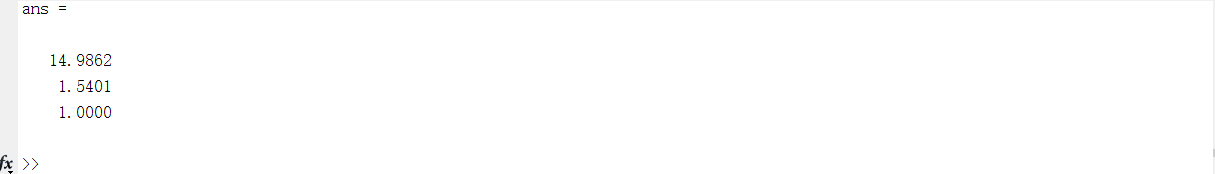 ans =
14.9862
1.5401
1.0000
fx >>